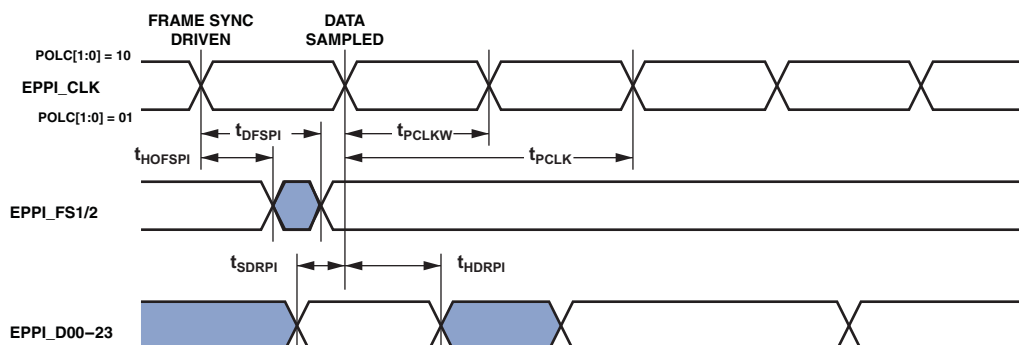 FRAME SYNC
DRIVEN
DATA
SAMPLED
POLC[1:0] = 10
EPPI_CLK
POLC[1:0] = 01
tDFSPI
tPCLKW
tHOFSPI
tPCLK
EPPI_FS1/2
tSDRPI
tHDRPI
EPPI_D00–23